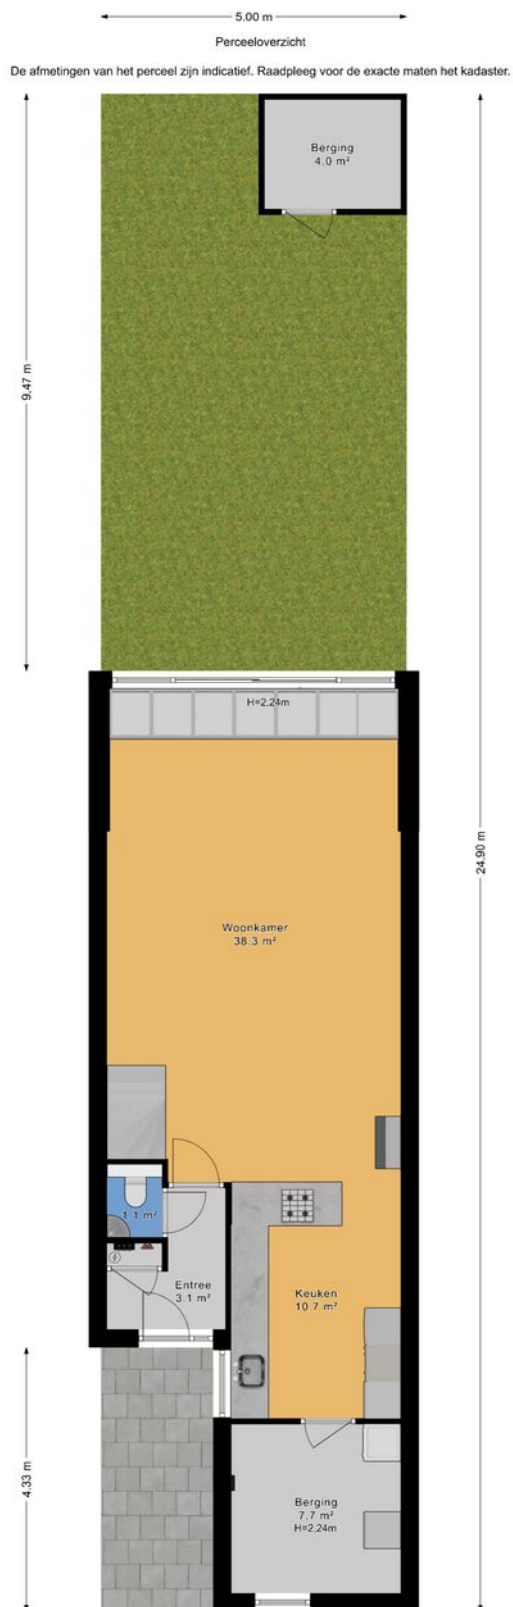 5.00 m
Perceeloverzicht
De afmetingen van het perceel zijn indicatief. Raadpleeg voor de exacte maten het kadaster.
Berging
4.0 m²
9.47 m
H=2,24m
24.90 m
Woonkamer
38.3 m²
1.1 m²
Entree
3.1 m²
Keuken
10.7 m²
4.33 m
Berging
7.7 m²
H=2,24m